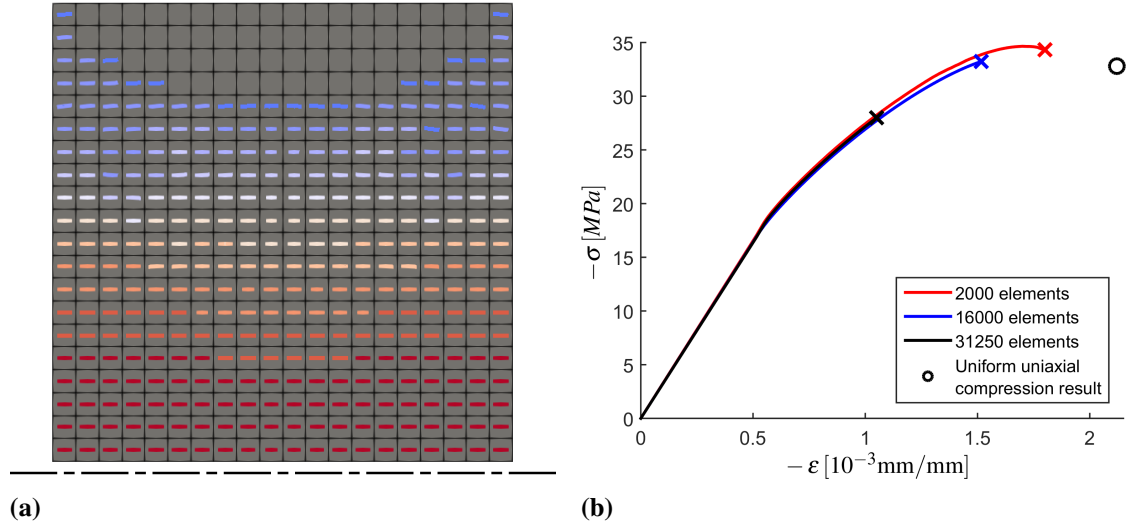 35
30
25
20
15
10
5
0
−σ [MPa]
2000 elements
16000 elements
31250 elements
Uniform uniaxial
compression result
0
0.5
1
1.5
2
−ε [10⁻³mm/mm]
(a)
(b)